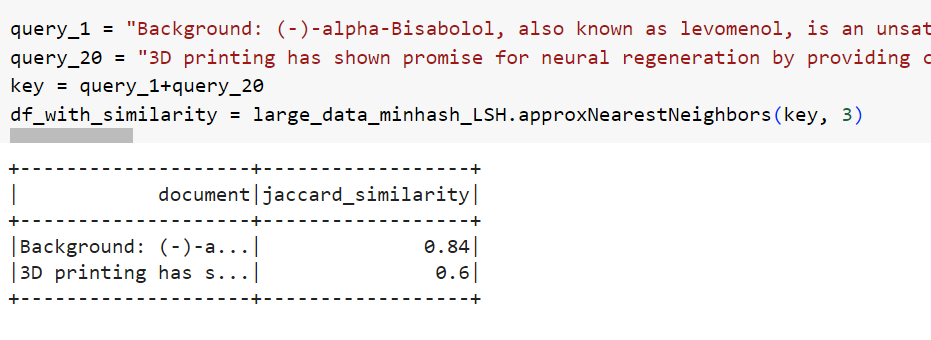 query_1 = "Background: (-)-alpha-Bisabolol, also known as levomenol, is an unsat
query_20 = "3D printing has shown promise for neural regeneration by providing c
key = query_1+query_20
df_with_similarity = large_data_minhash_LSH.approxNearestNeighbors(key, 3)
+--------------------+------------------+
|            document|jaccard_similarity|
+--------------------+------------------+
|Background: (-)-a...|              0.84|
|3D printing has s...|               0.6|
+--------------------+------------------+